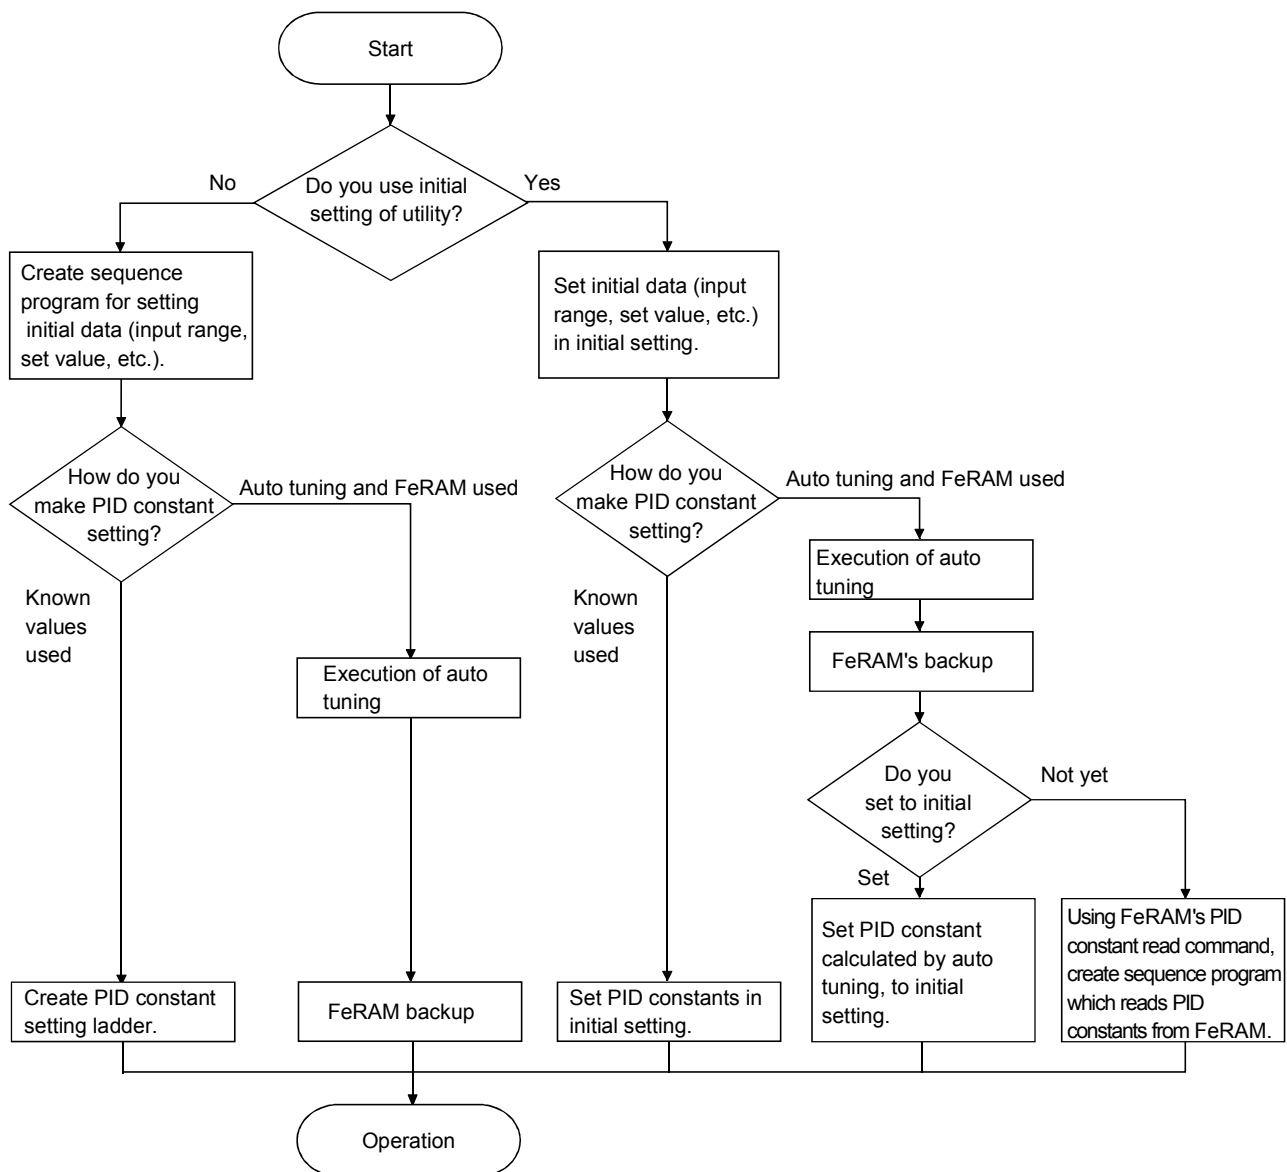 Start
Do you use initial
setting of utility?
No
Yes
Create sequence
program for setting
initial data (input range,
set value, etc.).
Set initial data (input
range, set value, etc.)
in initial setting.
How do you
make PID constant
setting?
Auto tuning and FeRAM used
Known
values
used
How do you
make PID constant
setting?
Auto tuning and FeRAM used
Known
values
used
Execution of auto
tuning
Execution of auto
tuning
FeRAM's backup
Do you
set to initial
setting?
Not yet
Set
Create PID constant
setting ladder.
FeRAM backup
Set PID constants in
initial setting.
Set PID constant
calculated by auto
tuning, to initial
setting.
Using FeRAM's PID
constant read command,
create sequence program
which reads PID
constants from FeRAM.
Operation